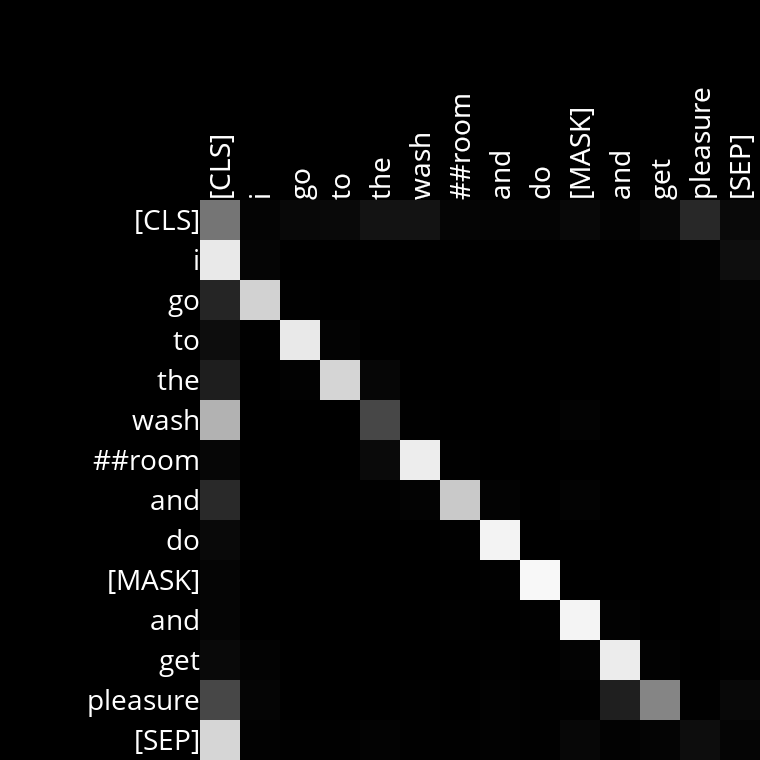 [CLS]
i
go
to
the
wash
##room
and
do
[MASK]
and
get
pleasure
[SEP]
[CLS]
i
go
to
the
wash
##room
and
do
[MASK]
and
get
pleasure
[SEP]